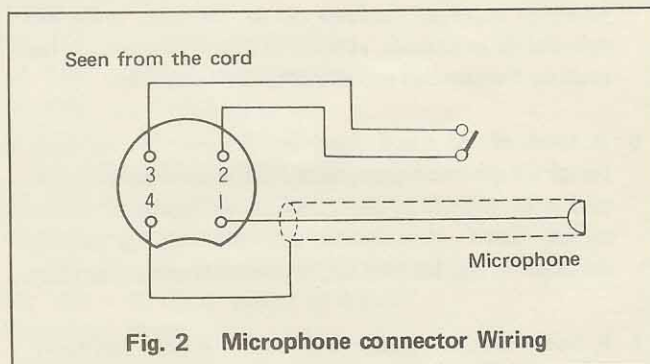 Seen from the cord
3 2
4 1
Microphone
Fig. 2 Microphone connector Wiring